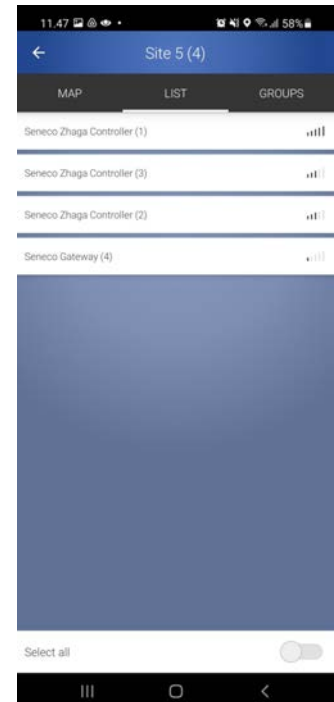 11.47 58%
Site 5 (4)
MAP LIST GROUPS
Seneco Zhaga Controller (1)
Seneco Zhaga Controller (3)
Seneco Zhaga Controller (2)
Seneco Gateway (4)
Select all